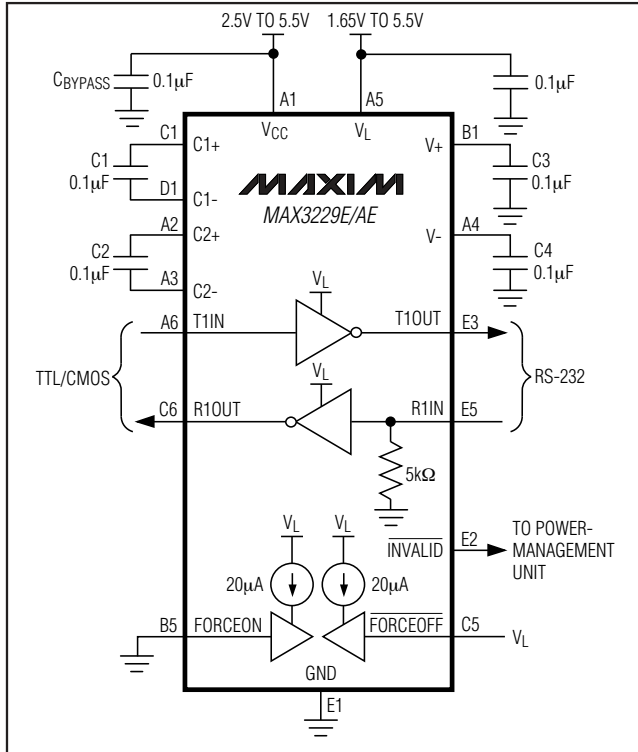 2.5V TO 5.5V
1.65V TO 5.5V
CBYPASS
0.1µF
0.1µF
A1
A5
VCC
VL
C1
C1+
B1
V+
C1
0.1µF
C3
0.1µF
D1
C1-
MAXIM
MAX3229E/AE
A2
C2+
A4
V-
C2
0.1µF
C4
0.1µF
A3
C2-
VL
A6
T1IN
T1OUT
E3
TTL/CMOS
RS-232
VL
C6
R1OUT
R1IN
E5
5kΩ
VL
VL
INVALID
E2
TO POWER-
MANAGEMENT
UNIT
20µA
20µA
B5
FORCEON
FORCEOFF
C5
VL
GND
E1